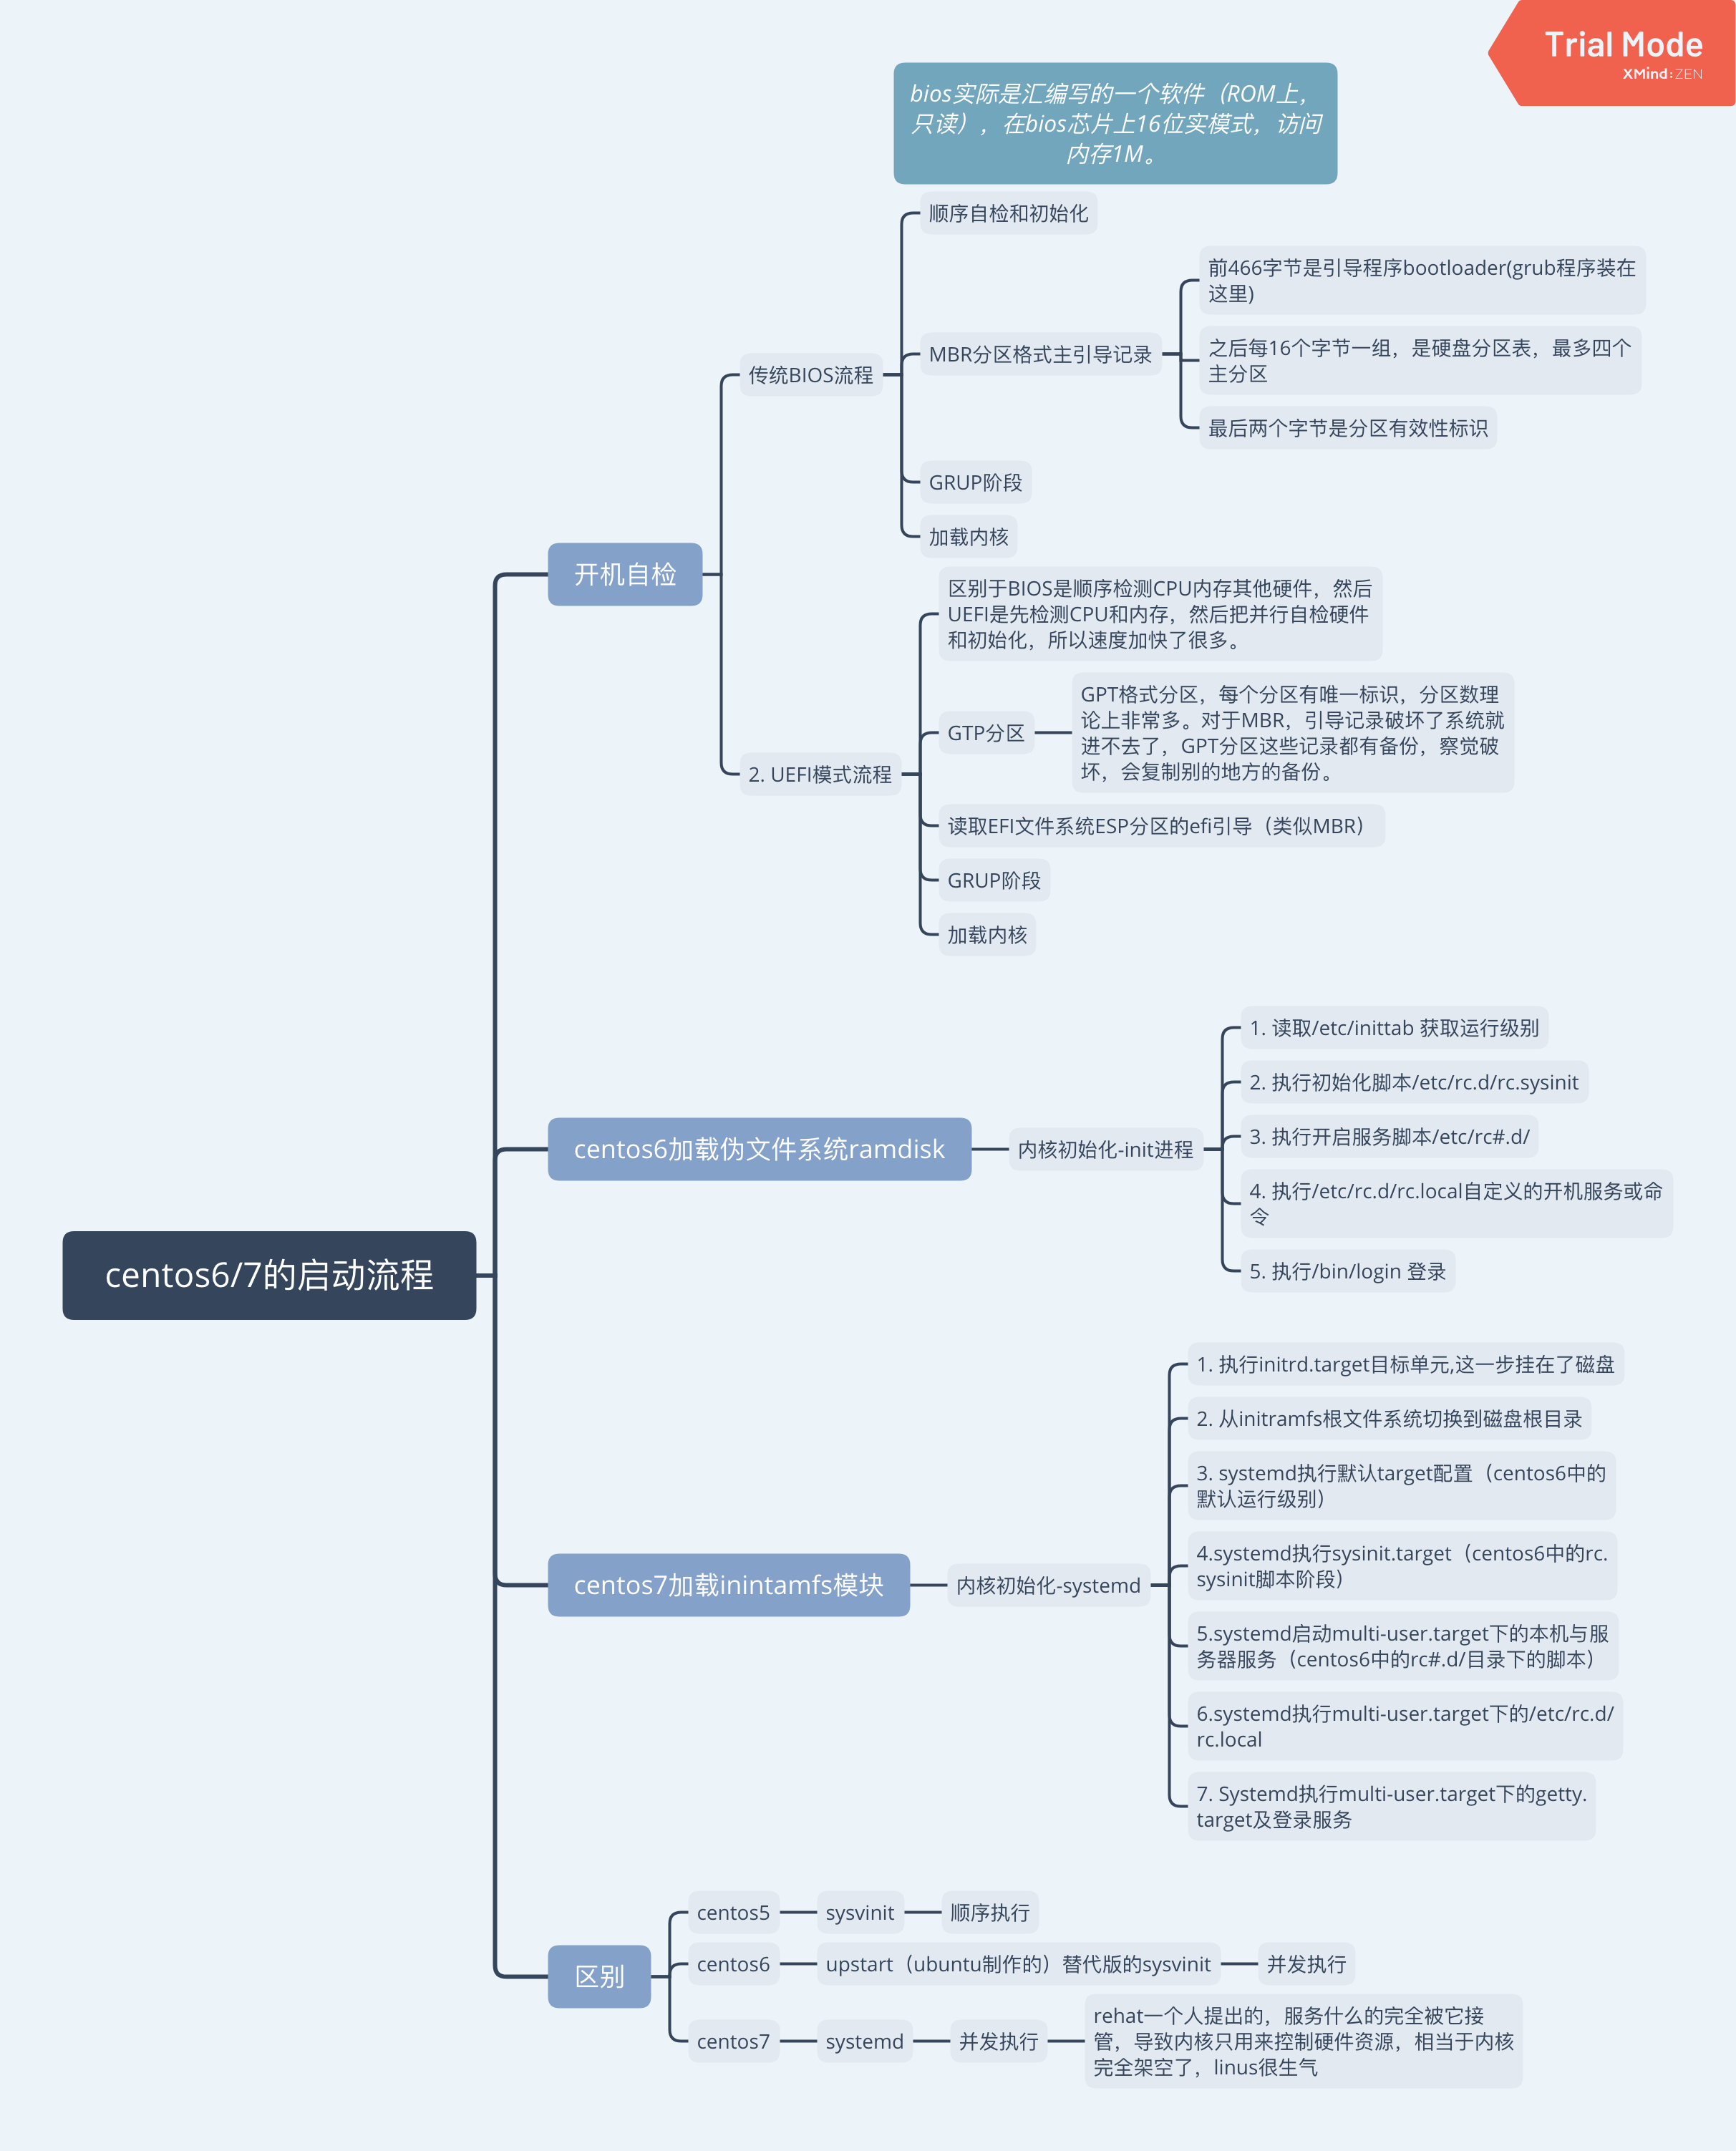 Trial Mode
XMind:ZEN
bios实际是汇编写的一个软件（ROM上，
只读），在bios芯片上16位实模式，访问
内存1M。
顺序自检和初始化
前466字节是引导程序bootloader(grub程序装在
这里)
MBR分区格式主引导记录
之后每16个字节一组，是硬盘分区表，最多四个
主分区
传统BIOS流程
最后两个字节是分区有效性标识
GRUP阶段
加载内核
开机自检
区别于BIOS是顺序检测CPU内存其他硬件，然后
UEFI是先检测CPU和内存，然后把并行自检硬件
和初始化，所以速度加快了很多。
GTP分区
GPT格式分区，每个分区有唯一标识，分区数理
论上非常多。对于MBR，引导记录破坏了系统就
进不去了，GPT分区这些记录都有备份，察觉破
坏，会复制别的地方的备份。
2. UEFI模式流程
读取EFI文件系统ESP分区的efi引导（类似MBR）
GRUP阶段
加载内核
centos6加载伪文件系统ramdisk
内核初始化-init进程
1. 读取/etc/inittab 获取运行级别
2. 执行初始化脚本/etc/rc.d/rc.sysinit
3. 执行开启服务脚本/etc/rc#.d/
4. 执行/etc/rc.d/rc.local自定义的开机服务或命
令
5. 执行/bin/login 登录
centos6/7的启动流程
centos7加载inintamfs模块
内核初始化-systemd
1. 执行initrd.target目标单元,这一步挂在了磁盘
2. 从initramfs根文件系统切换到磁盘根目录
3. systemd执行默认target配置（centos6中的
默认运行级别）
4.systemd执行sysinit.target（centos6中的rc.
sysinit脚本阶段）
5.systemd启动multi-user.target下的本机与服
务器服务（centos6中的rc#.d/目录下的脚本）
6.systemd执行multi-user.target下的/etc/rc.d/
rc.local
7. Systemd执行multi-user.target下的getty.
target及登录服务
区别
centos5
sysvinit
顺序执行
centos6
upstart（ubuntu制作的）替代版的sysvinit
并发执行
centos7
systemd
并发执行
rehat一个人提出的，服务什么的完全被它接
管，导致内核只用来控制硬件资源，相当于内核
完全架空了，linus很生气